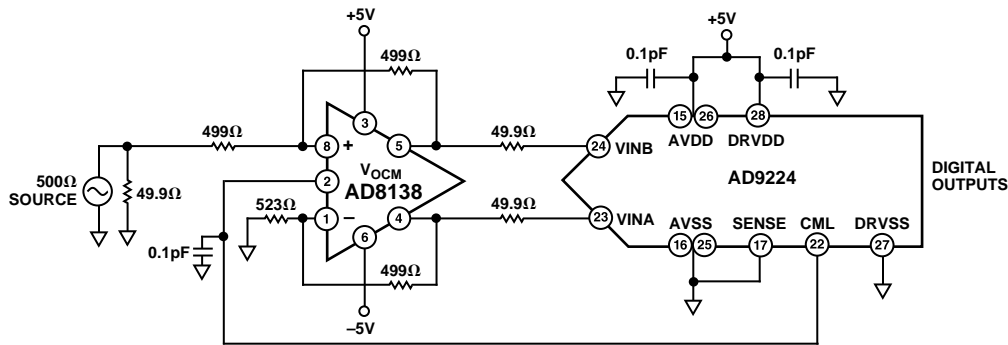 +5V
+5V
499Ω
0.1pF
0.1pF
3
15
26
28
499Ω
49.9Ω
AVDD
DRVDD
8
+
5
24
VINB
500Ω
SOURCE
49.9Ω
2
VOCM
AD8138
AD9224
DIGITAL
OUTPUTS
523Ω
1
–
4
49.9Ω
23
VINA
AVSS
SENSE
CML
DRVSS
0.1pF
6
16
25
17
22
27
499Ω
–5V